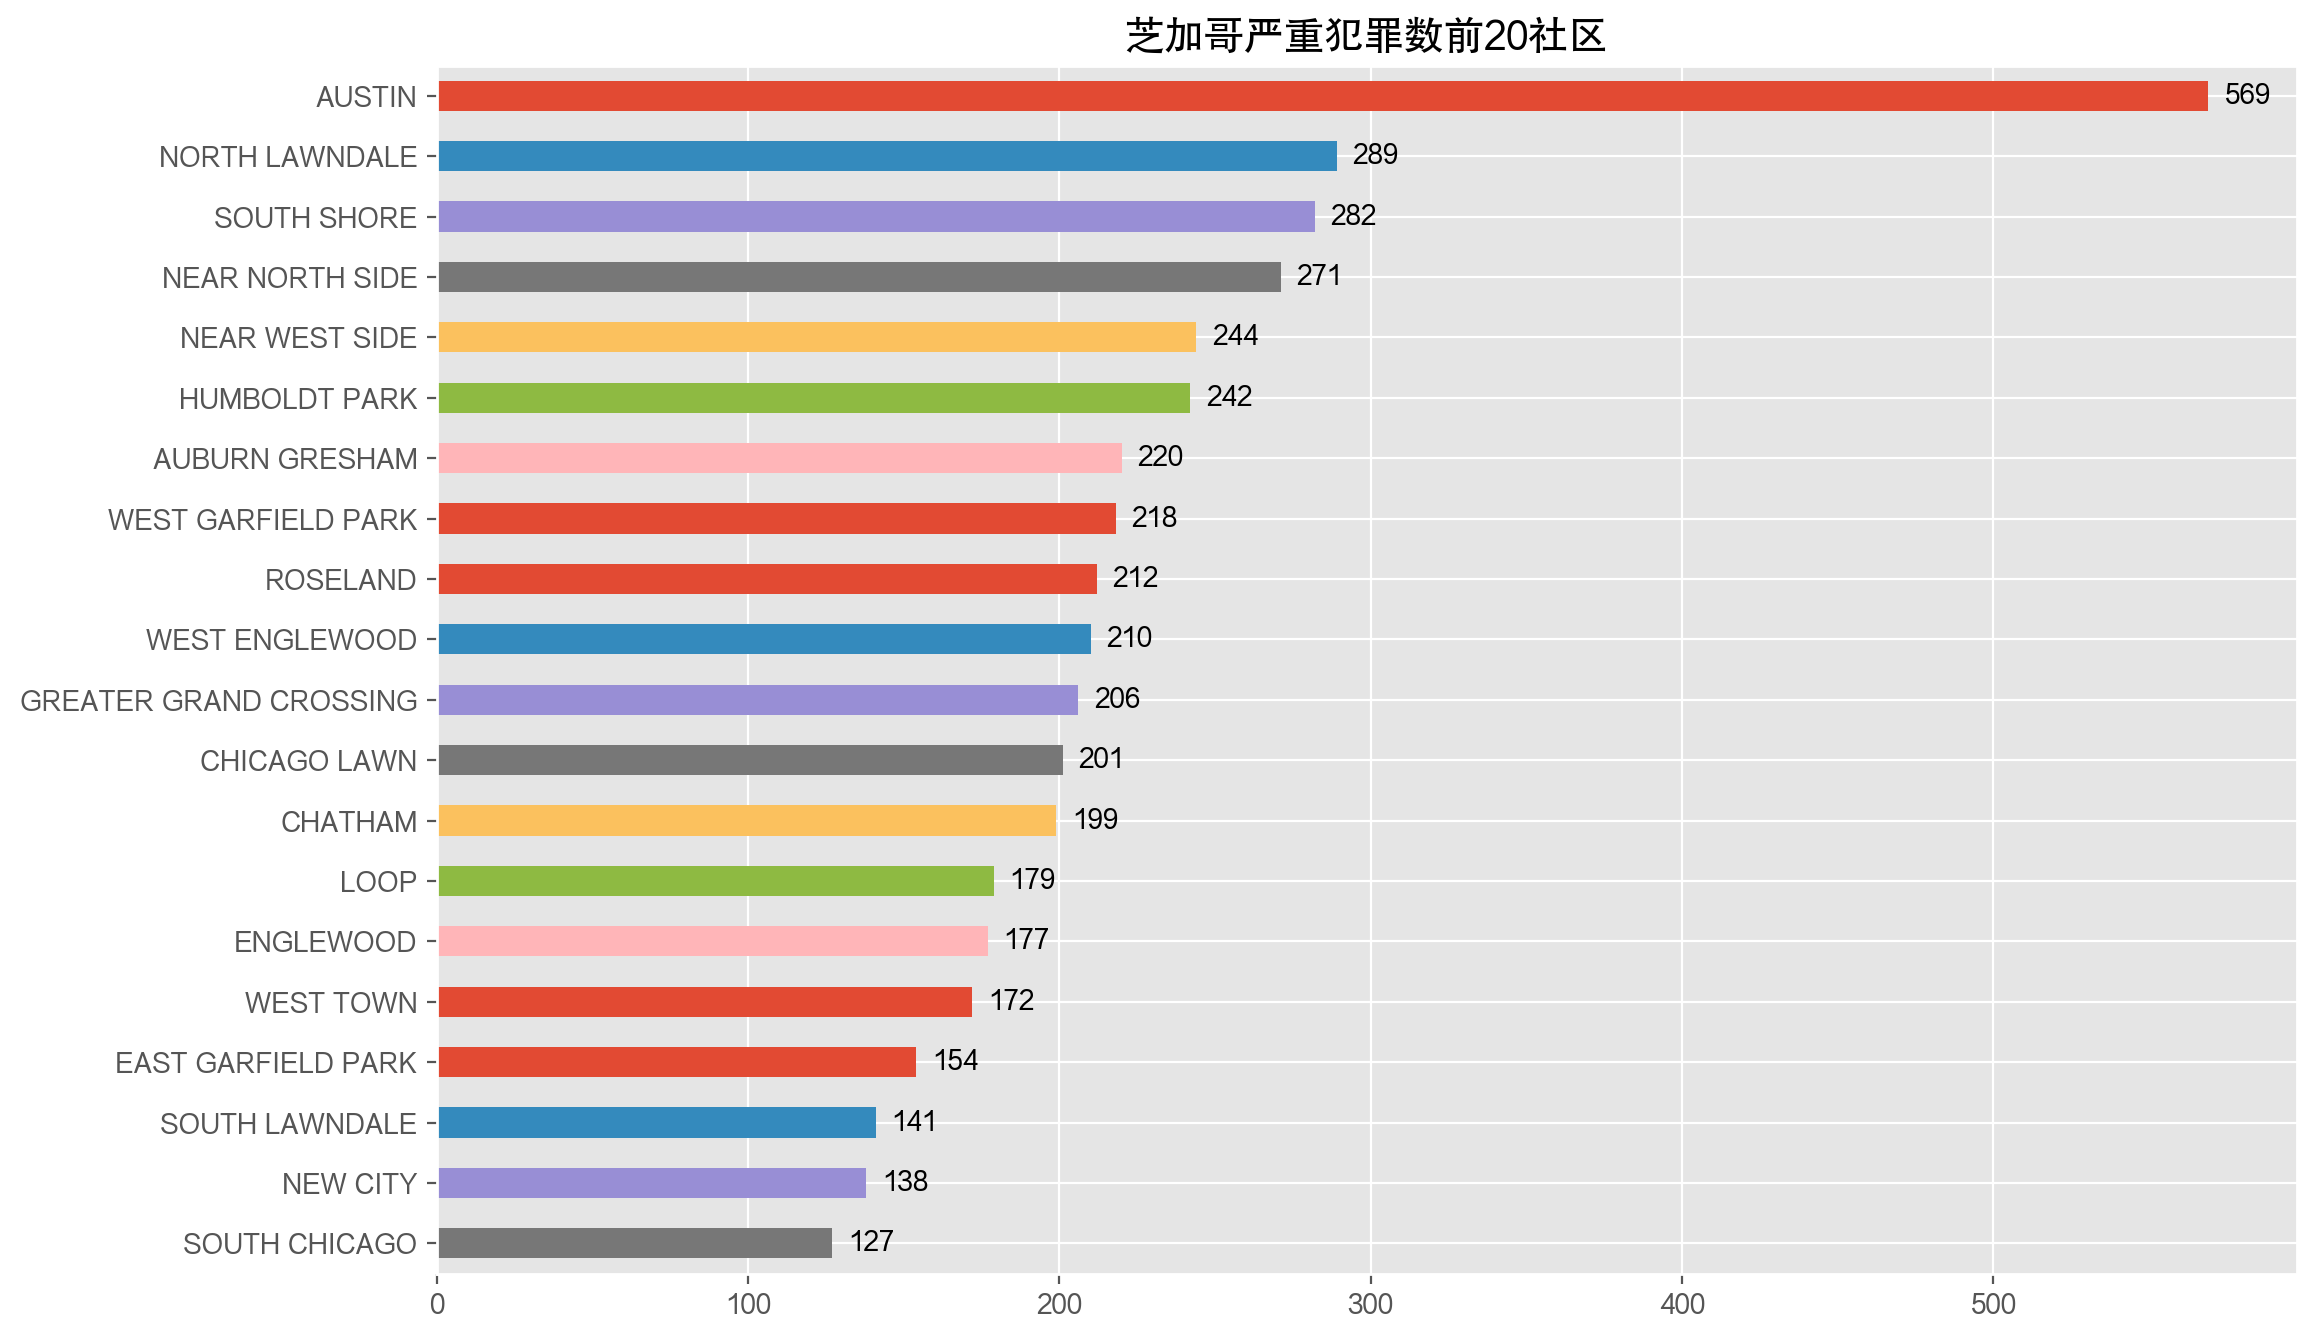 芝加哥严重犯罪数前20社区
AUSTIN 569
NORTH LAWNDALE 289
SOUTH SHORE 282
NEAR NORTH SIDE 271
NEAR WEST SIDE 244
HUMBOLDT PARK 242
AUBURN GRESHAM 220
WEST GARFIELD PARK 218
ROSELAND 212
WEST ENGLEWOOD 210
GREATER GRAND CROSSING 206
CHICAGO LAWN 201
CHATHAM 199
LOOP 179
ENGLEWOOD 177
WEST TOWN 172
EAST GARFIELD PARK 154
SOUTH LAWNDALE 141
NEW CITY 138
SOUTH CHICAGO 127
0 100 200 300 400 500